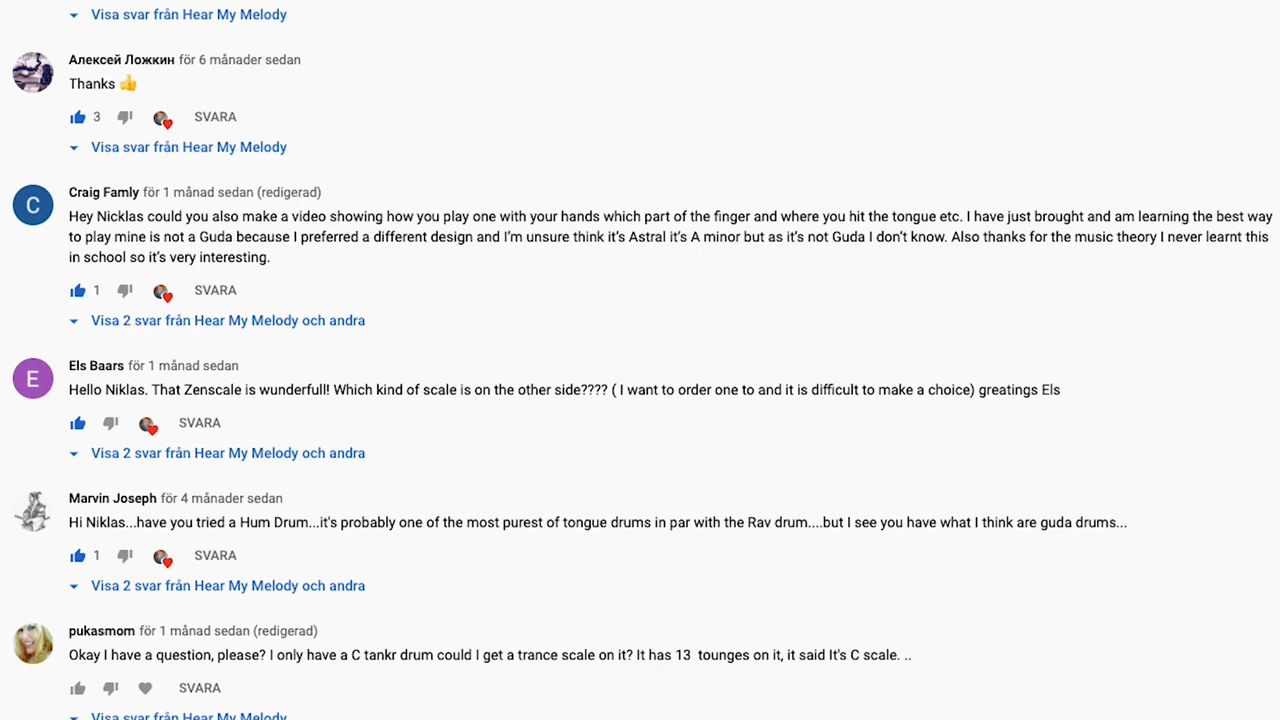 Visa svar från Hear My Melody
Алексей Ложкин för 6 månader sedan
Thanks 👍
3 SVARA
Visa svar från Hear My Melody
C
Craig Famly för 1 månad sedan (redigerad)
Hey Nicklas could you also make a video showing how you play one with your hands which part of the finger and where you hit the tongue etc. I have just brought and am learning the best way
to play mine is not a Guda because I preferred a different design and I'm unsure think it's Astral it's A minor but as it's not Guda I don't know. Also thanks for the music theory I never learnt this
in school so it's very interesting.
1 SVARA
Visa 2 svar från Hear My Melody och andra
E
Els Baars för 1 månad sedan
Hello Niklas. That Zenscale is wunderfull! Which kind of scale is on the other side???? ( I want to order one to and it is difficult to make a choice) greatings Els
SVARA
Visa 2 svar från Hear My Melody och andra
Marvin Joseph för 4 månader sedan
Hi Niklas...have you tried a Hum Drum...it's probably one of the most purest of tongue drums in par with the Rav drum....but I see you have what I think are guda drums...
1 SVARA
Visa 2 svar från Hear My Melody och andra
pukasmom för 1 månad sedan (redigerad)
Okay I have a question, please? I only have a C tankr drum could I get a trance scale on it? It has 13 tounges on it, it said It's C scale. ..
SVARA
Visa svar från Hear My Melody